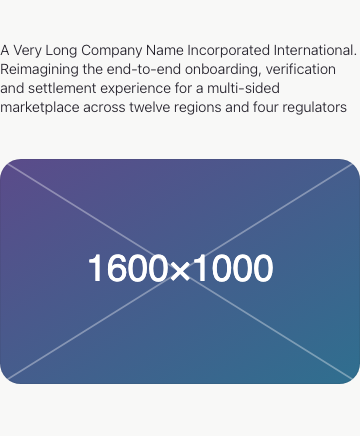 A Very Long Company Name Incorporated International.
Reimagining the end-to-end onboarding, verification
and settlement experience for a multi-sided
marketplace across twelve regions and four regulators
1600×1000